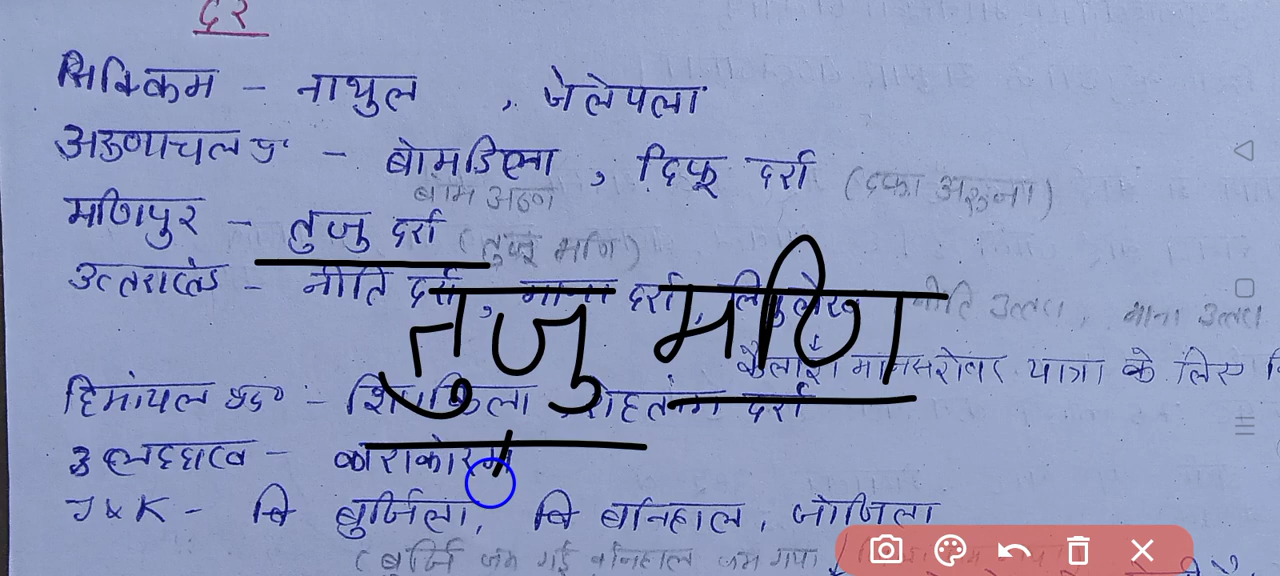 दर्रे
सिक्किम - नाथुल , जेलेपला
अरुणाचल प्र॰ - बोमडिला , दिफू दर्रा (दफा अरुना)
बोम अरुण
मणिपुर - तुजु दर्रा (तुजू मणि)
उत्तराखंड - नीति दर्रा , माना दर्रा , लिपुलेख नीति उत्तरा , माना उत्तरा
तुजु मणि
कैलाश मानसरोवर यात्रा के लिए
हिमांचल प्रदे॰ - शिपकिला रोहतांग दर्रा
लद्दाख - काराकोरम
J & K - बि बुर्जिला, बि बनिहाल, जोजिला
(बुर्जि जम गई बनिहाल जम गया